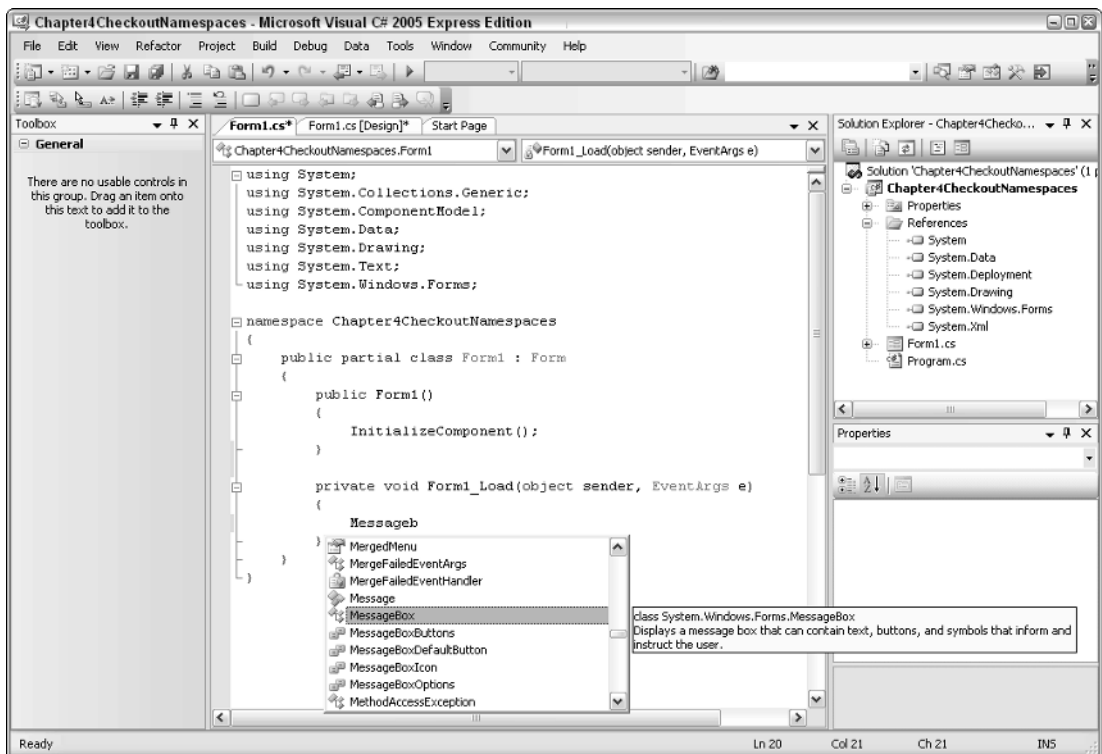 Chapter4CheckoutNamespaces - Microsoft Visual C# 2005 Express Edition
File Edit View Refactor Project Build Debug Data Tools Window Community Help
Toolbox
General
There are no usable controls in
this group. Drag an item onto
this text to add it to the
toolbox.
Form1.cs* Form1.cs [Design]* Start Page
Chapter4CheckoutNamespaces.Form1 Form1_Load(object sender, EventArgs e)
using System;
using System.Collections.Generic;
using System.ComponentModel;
using System.Data;
using System.Drawing;
using System.Text;
using System.Windows.Forms;
namespace Chapter4CheckoutNamespaces
{
public partial class Form1 : Form
{
public Form1()
{
InitializeComponent();
}
private void Form1_Load(object sender, EventArgs e)
{
Messageb
}
}
}
MergedMenu
MergeFailedEventArgs
MergeFailedEventHandler
Message
MessageBox
MessageBoxButtons
MessageBoxDefaultButton
MessageBoxIcon
MessageBoxOptions
MethodAccessException
class System.Windows.Forms.MessageBox
Displays a message box that can contain text, buttons, and symbols that inform and
instruct the user.
Solution Explorer - Chapter4Checko...
Solution 'Chapter4CheckoutNamespaces' (1 p
Chapter4CheckoutNamespaces
Properties
References
System
System.Data
System.Deployment
System.Drawing
System.Windows.Forms
System.Xml
Form1.cs
Program.cs
Properties
Ready Ln 20 Col 21 Ch 21 INS